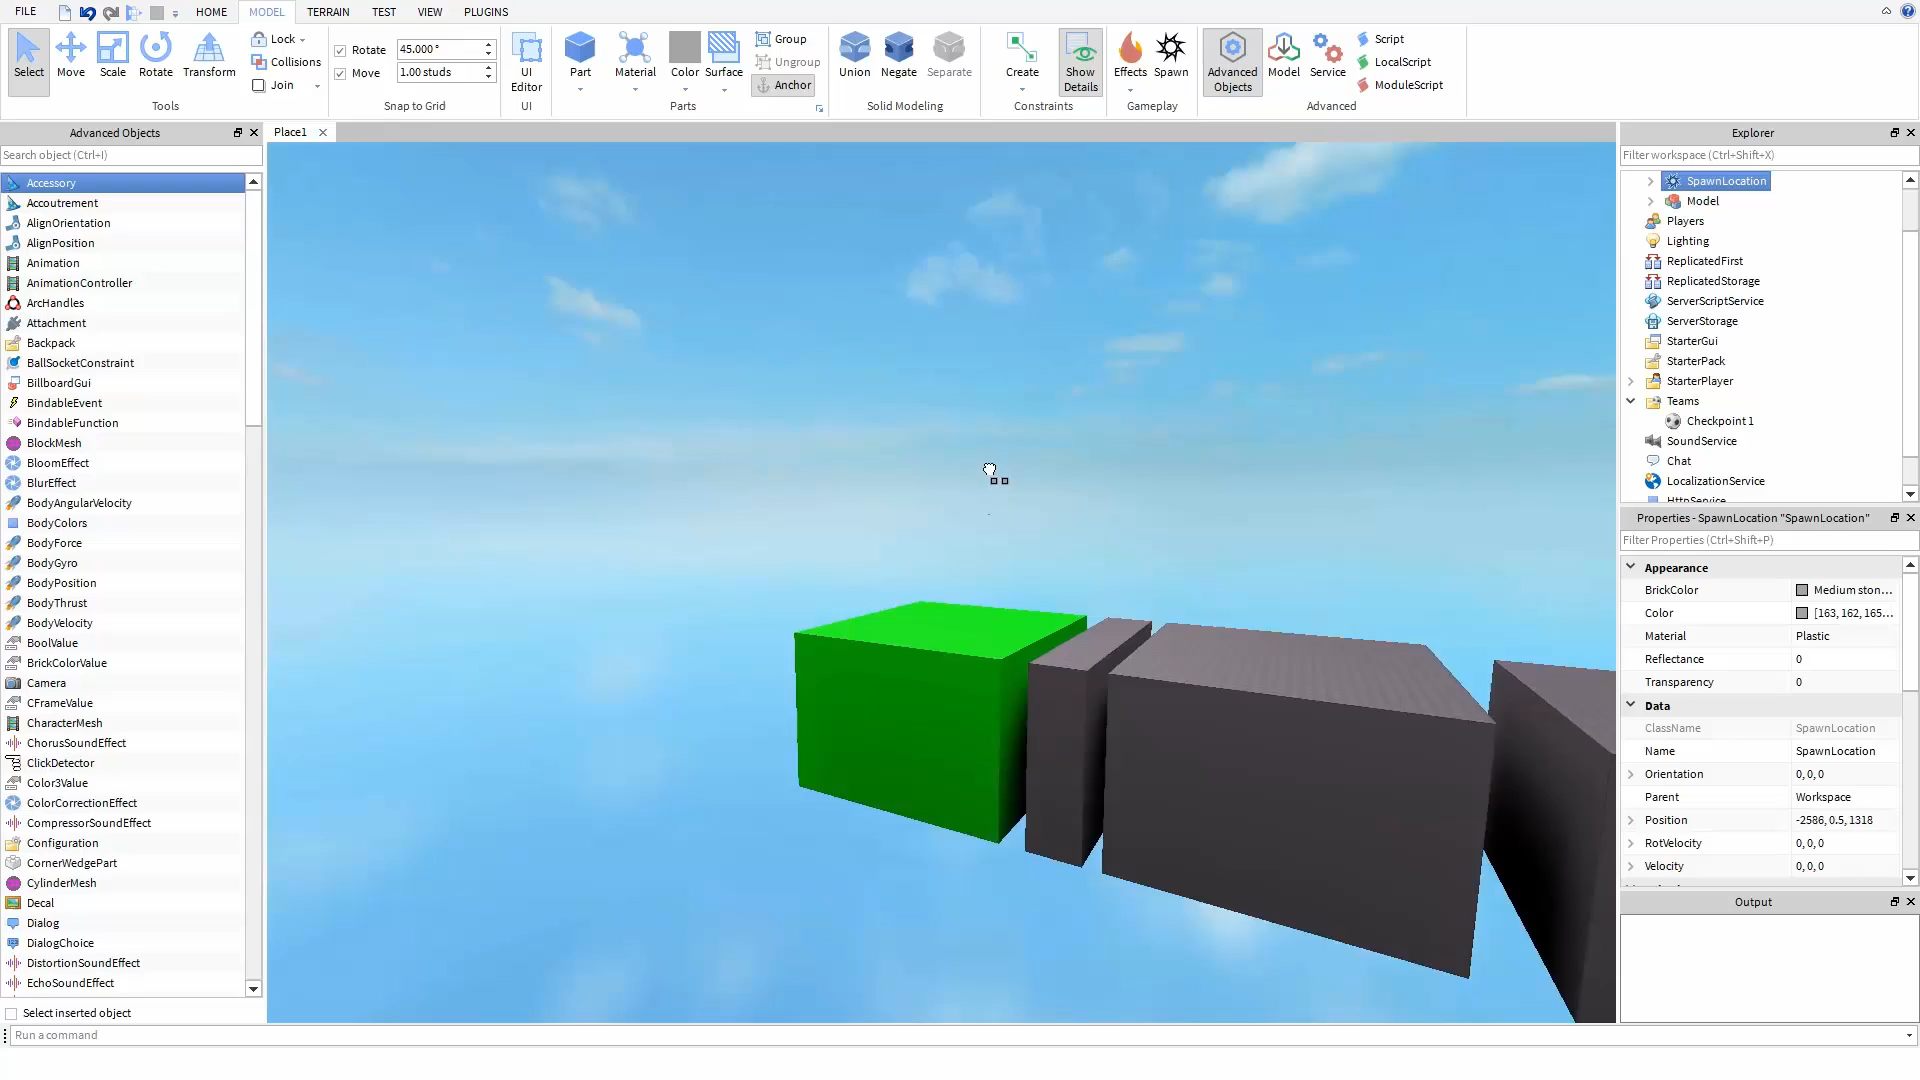 FILE
HOME
MODEL
TERRAIN
TEST
VIEW
PLUGINS
Select
Move
Scale
Rotate
Transform
Lock
Collisions
Join
Tools
Rotate
45.000 °
Move
1.00 studs
Snap to Grid
UI
Editor
UI
Part
Material
Color
Surface
Group
Ungroup
Anchor
Parts
Union
Negate
Separate
Solid Modeling
Create
Show
Details
Constraints
Effects
Spawn
Gameplay
Advanced
Objects
Model
Service
Script
LocalScript
ModuleScript
Advanced
Advanced Objects
Search object (Ctrl+I)
Accessory
Accoutrement
AlignOrientation
AlignPosition
Animation
AnimationController
ArcHandles
Attachment
Backpack
BallSocketConstraint
BillboardGui
BindableEvent
BindableFunction
BlockMesh
BloomEffect
BlurEffect
BodyAngularVelocity
BodyColors
BodyForce
BodyGyro
BodyPosition
BodyThrust
BodyVelocity
BoolValue
BrickColorValue
Camera
CFrameValue
CharacterMesh
ChorusSoundEffect
ClickDetector
Color3Value
ColorCorrectionEffect
CompressorSoundEffect
Configuration
CornerWedgePart
CylinderMesh
Decal
Dialog
DialogChoice
DistortionSoundEffect
EchoSoundEffect
Select inserted object
Run a command
Place1
Explorer
Filter workspace (Ctrl+Shift+X)
SpawnLocation
Model
Players
Lighting
ReplicatedFirst
ReplicatedStorage
ServerScriptService
ServerStorage
StarterGui
StarterPack
StarterPlayer
Teams
Checkpoint 1
SoundService
Chat
LocalizationService
HttpService
Properties - SpawnLocation "SpawnLocation"
Filter Properties (Ctrl+Shift+P)
Appearance
BrickColor Medium ston...
Color [163, 162, 165...
Material Plastic
Reflectance 0
Transparency 0
Data
ClassName SpawnLocation
Name SpawnLocation
Orientation 0, 0, 0
Parent Workspace
Position -2586, 0.5, 1318
RotVelocity 0, 0, 0
Velocity 0, 0, 0
Output